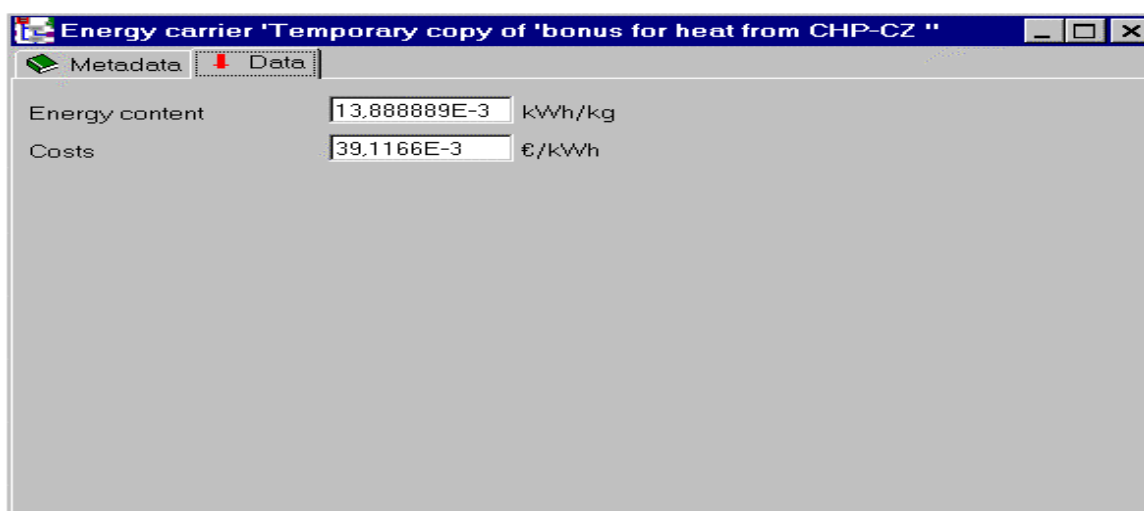 Energy carrier 'Temporary copy of 'bonus for heat from CHP-CZ ''
Metadata Data
Energy content 13,888889E-3 kWh/kg
Costs 39,1166E-3 €/kWh